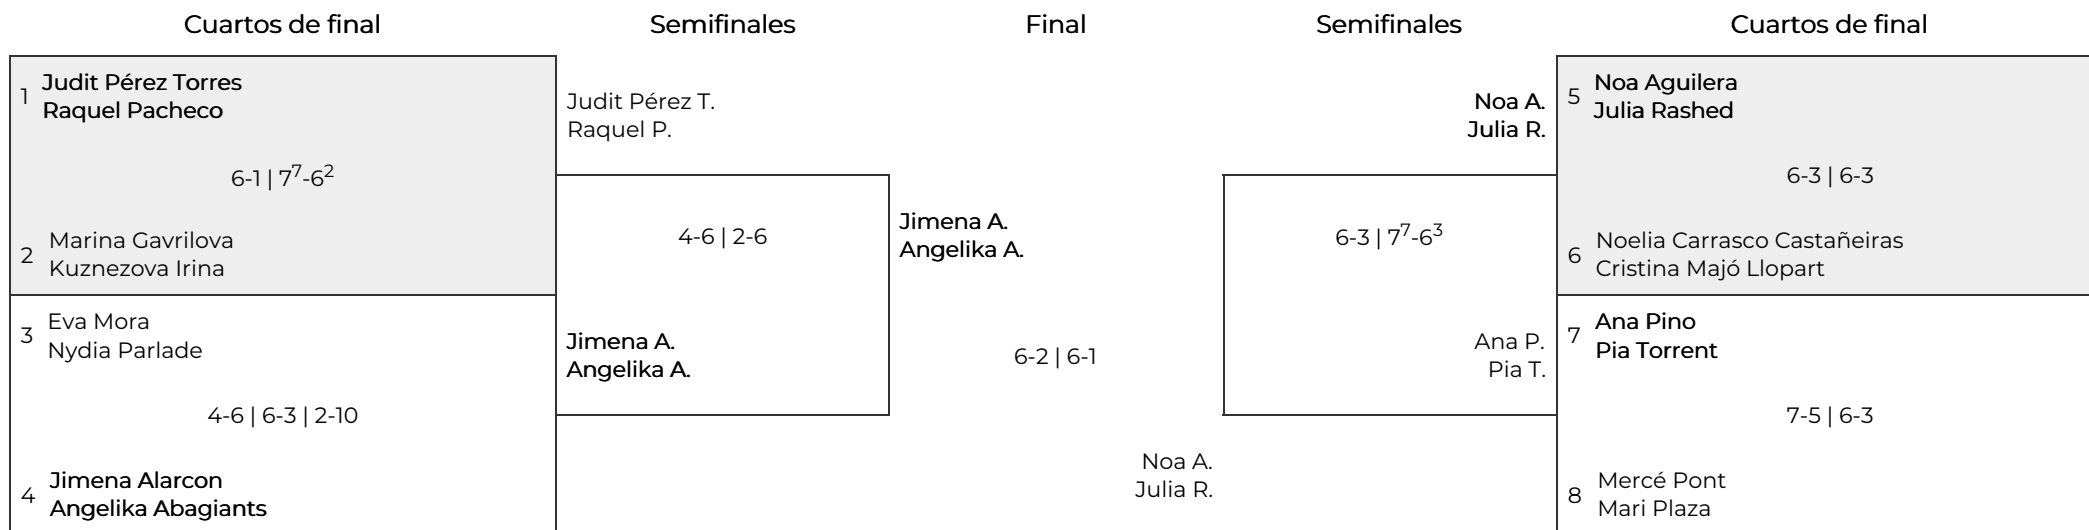 Cuartos de final
Semifinales
Final
Semifinales
Cuartos de final
1
Judit Pérez Torres
Raquel Pacheco
6-1 | 7⁷-6²
2
Marina Gavrilova
Kuznezova Irina
3
Eva Mora
Nydia Parlade
4-6 | 6-3 | 2-10
4
Jimena Alarcon
Angelika Abagiants
Judit Pérez T.
Raquel P.
4-6 | 2-6
Jimena A.
Angelika A.
Jimena A.
Angelika A.
6-2 | 6-1
Noa A.
Julia R.
Noa A.
Julia R.
6-3 | 7⁷-6³
Ana P.
Pia T.
5
Noa Aguilera
Julia Rashed
6-3 | 6-3
6
Noelia Carrasco Castañeiras
Cristina Majó Llopart
7
Ana Pino
Pia Torrent
7-5 | 6-3
8
Mercé Pont
Mari Plaza